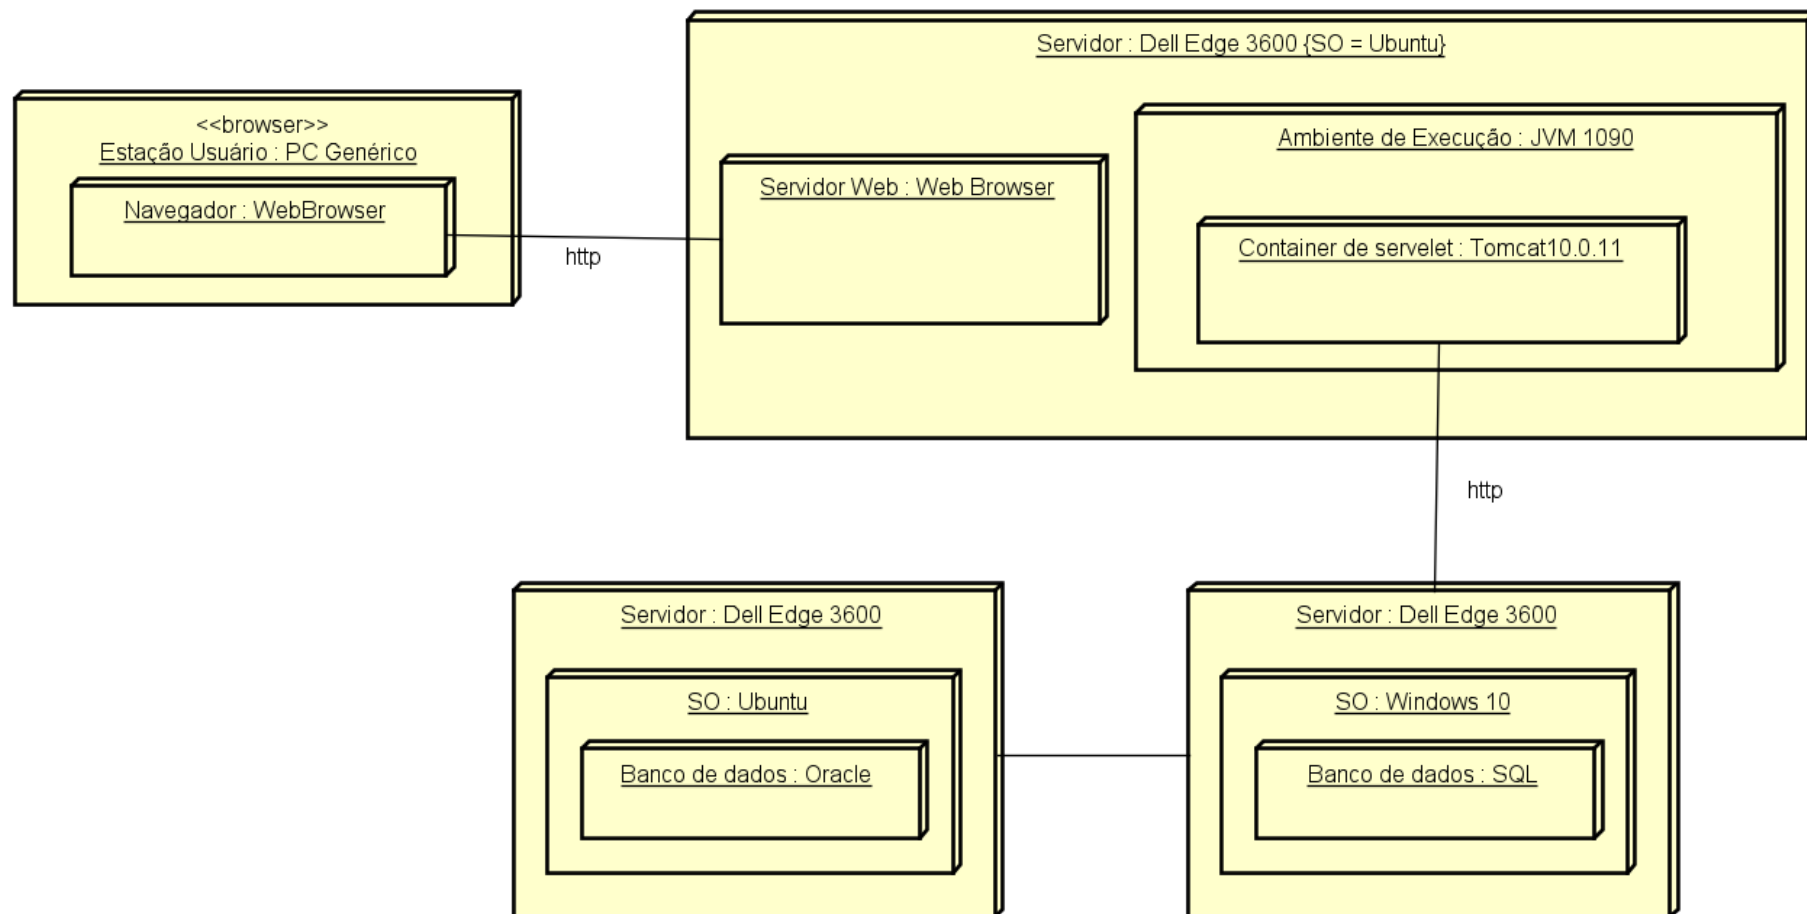 Servidor : Dell Edge 3600 {SO = Ubuntu}
<<browser>>
Estação Usuário : PC Genérico
Navegador : WebBrowser
http
Servidor Web : Web Browser
Ambiente de Execução : JVM 1090
Container de servelet : Tomcat10.0.11
http
Servidor : Dell Edge 3600
SO : Ubuntu
Banco de dados : Oracle
Servidor : Dell Edge 3600
SO : Windows 10
Banco de dados : SQL